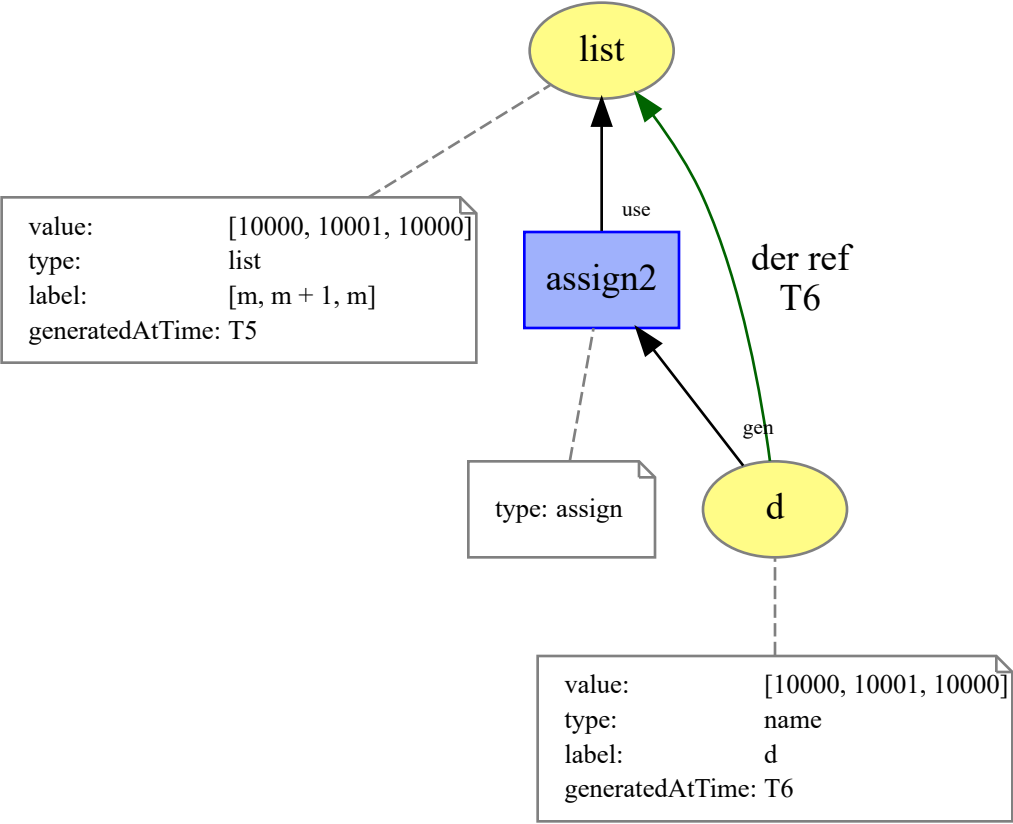 list
use
value: [10000, 10001, 10000]
type: list
label: [m, m + 1, m]
generatedAtTime: T5
assign2
der ref
T6
gen
type: assign
d
value: [10000, 10001, 10000]
type: name
label: d
generatedAtTime: T6